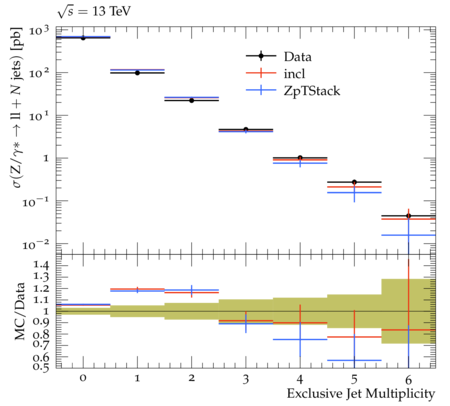 √s = 13 TeV
σ(Z/γ* → ll + N jets) [pb]
10³
10²
10¹
1
10⁻¹
10⁻²
Data
incl
ZpTStack
MC/Data
1.4
1.3
1.2
1.1
1
0.9
0.8
0.7
0.6
0.5
0 1 2 3 4 5 6
Exclusive Jet Multiplicity